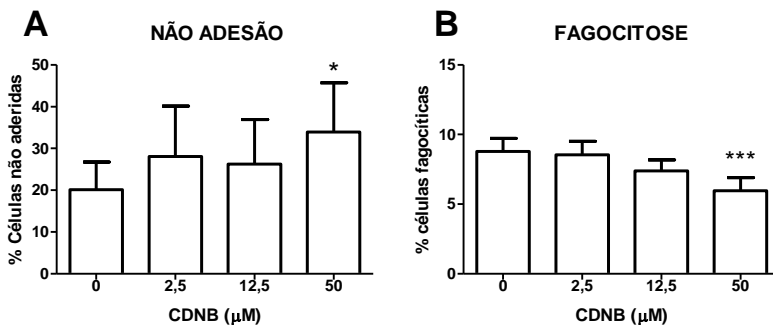 A
NÃO ADESÃO
% Células não aderidas
50
40
30
20
10
0
*
0 2,5 12,5 50
CDNB (µM)
B
FAGOCITOSE
% células fagocíticas
15
10
5
0
***
0 2,5 12,5 50
CDNB (µM)